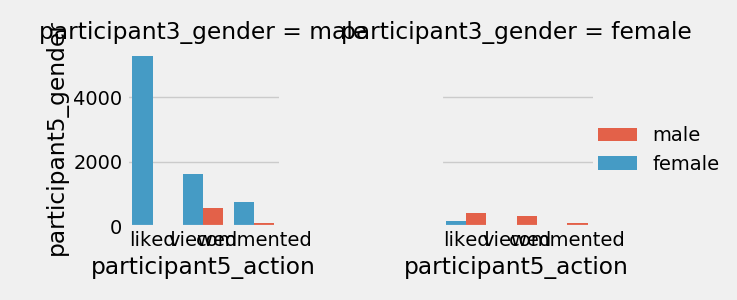 participant3_gender = male
participant3_gender = female
participant5_gender
4000
2000
0
liked
viewed
commented
liked
viewed
commented
participant5_action
participant5_action
male
female